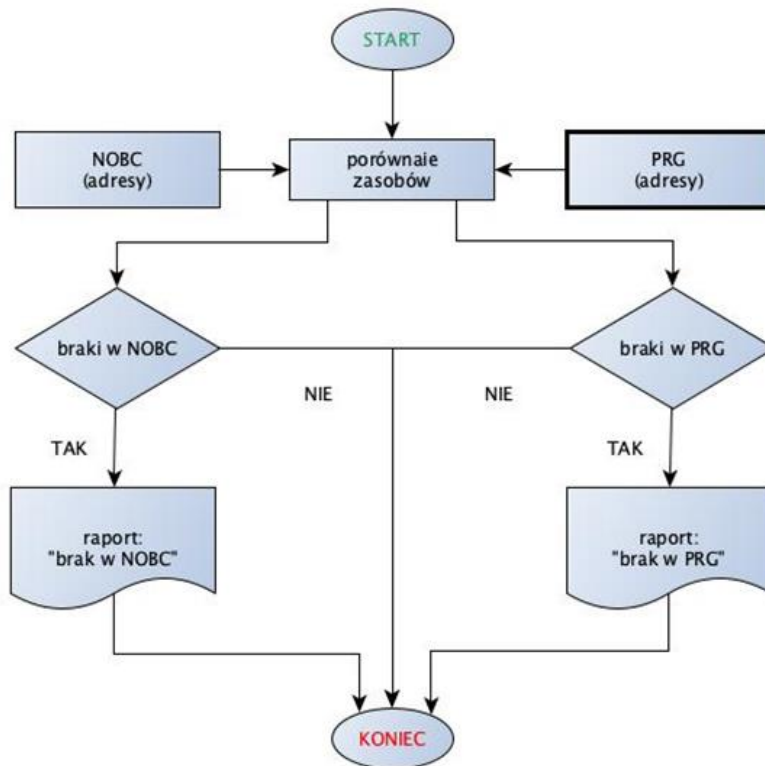 START
NOBC
(adresy)
porównaie
zasobów
PRG
(adresy)
braki w NOBC
braki w PRG
NIE
NIE
TAK
TAK
raport:
"brak w NOBC"
raport:
"brak w PRG"
KONIEC